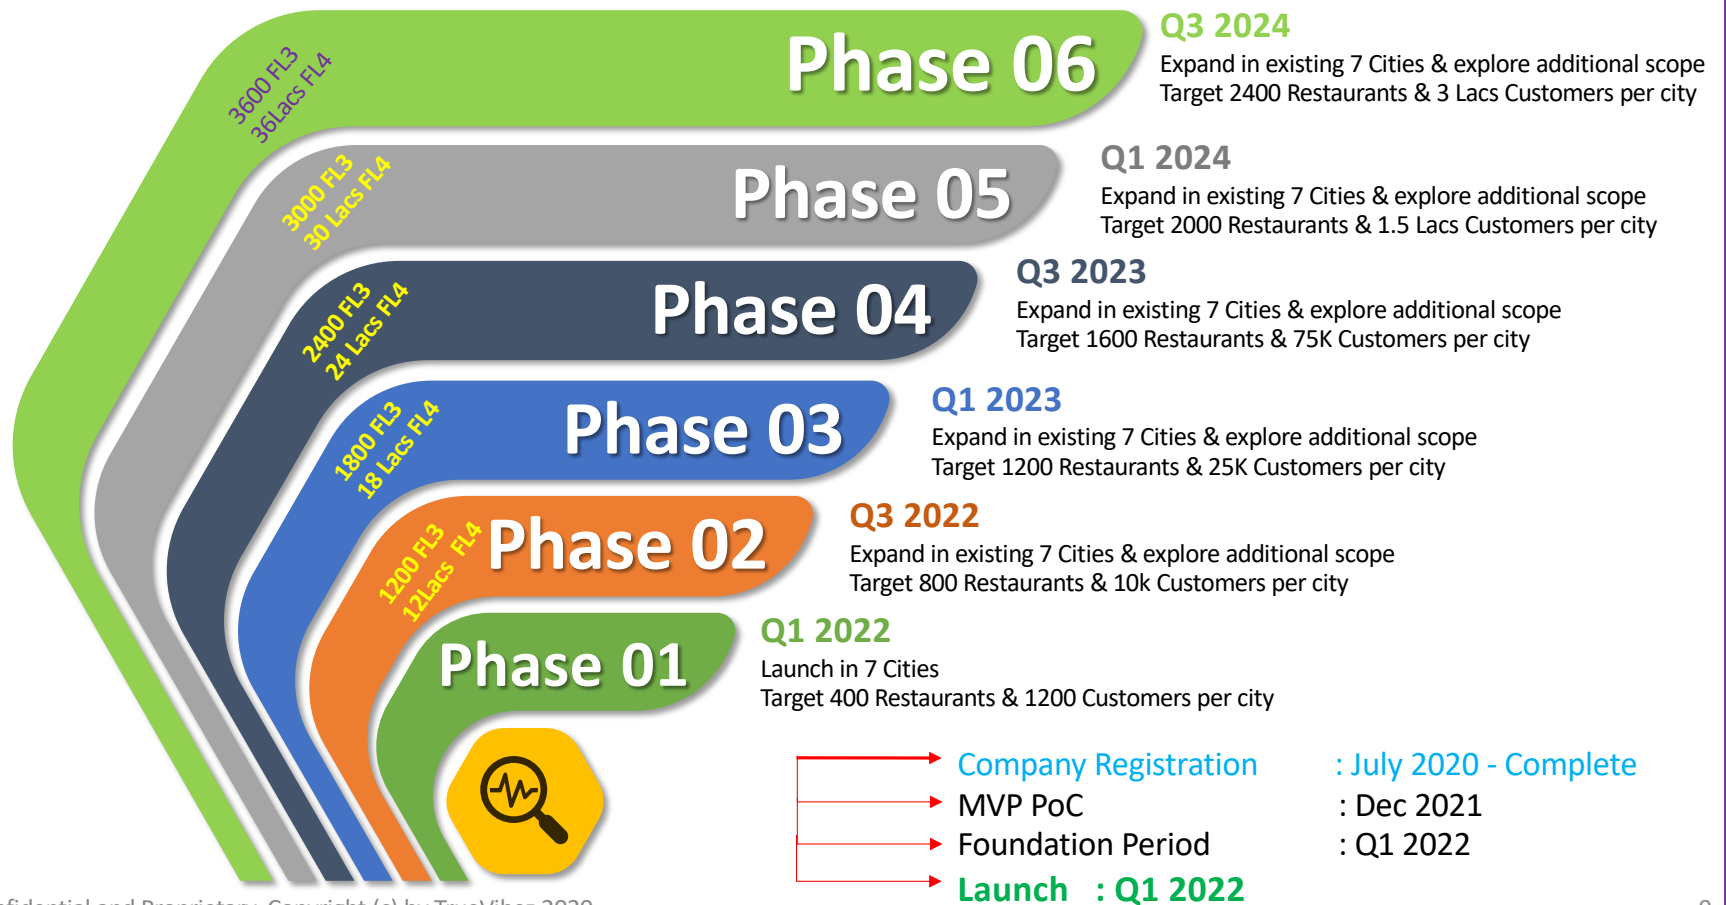 Phase 06
3600 FL3
36Lacs FL4
Q3 2024
Expand in existing 7 Cities & explore additional scope
Target 2400 Restaurants & 3 Lacs Customers per city
Phase 05
3000 FL3
30 Lacs FL4
Q1 2024
Expand in existing 7 Cities & explore additional scope
Target 2000 Restaurants & 1.5 Lacs Customers per city
Phase 04
2400 FL3
24 Lacs FL4
Q3 2023
Expand in existing 7 Cities & explore additional scope
Target 1600 Restaurants & 75K Customers per city
Phase 03
1800 FL3
18 Lacs FL4
Q1 2023
Expand in existing 7 Cities & explore additional scope
Target 1200 Restaurants & 25K Customers per city
Phase 02
1200 FL3
12Lacs FL4
Q3 2022
Expand in existing 7 Cities & explore additional scope
Target 800 Restaurants & 10k Customers per city
Phase 01
Q1 2022
Launch in 7 Cities
Target 400 Restaurants & 1200 Customers per city
Company Registration : July 2020 - Complete
MVP PoC : Dec 2021
Foundation Period : Q1 2022
Launch : Q1 2022